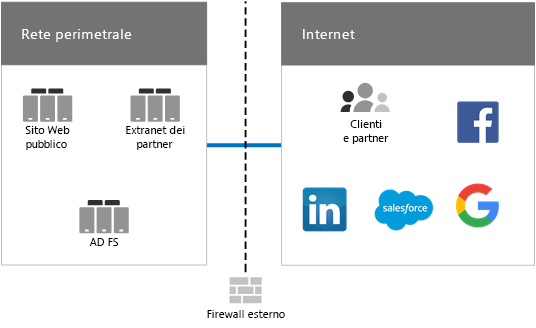 Rete perimetrale
Internet
Sito Web
pubblico
Extranet dei
partner
AD FS
Clienti
e partner
in
salesforce
Firewall esterno